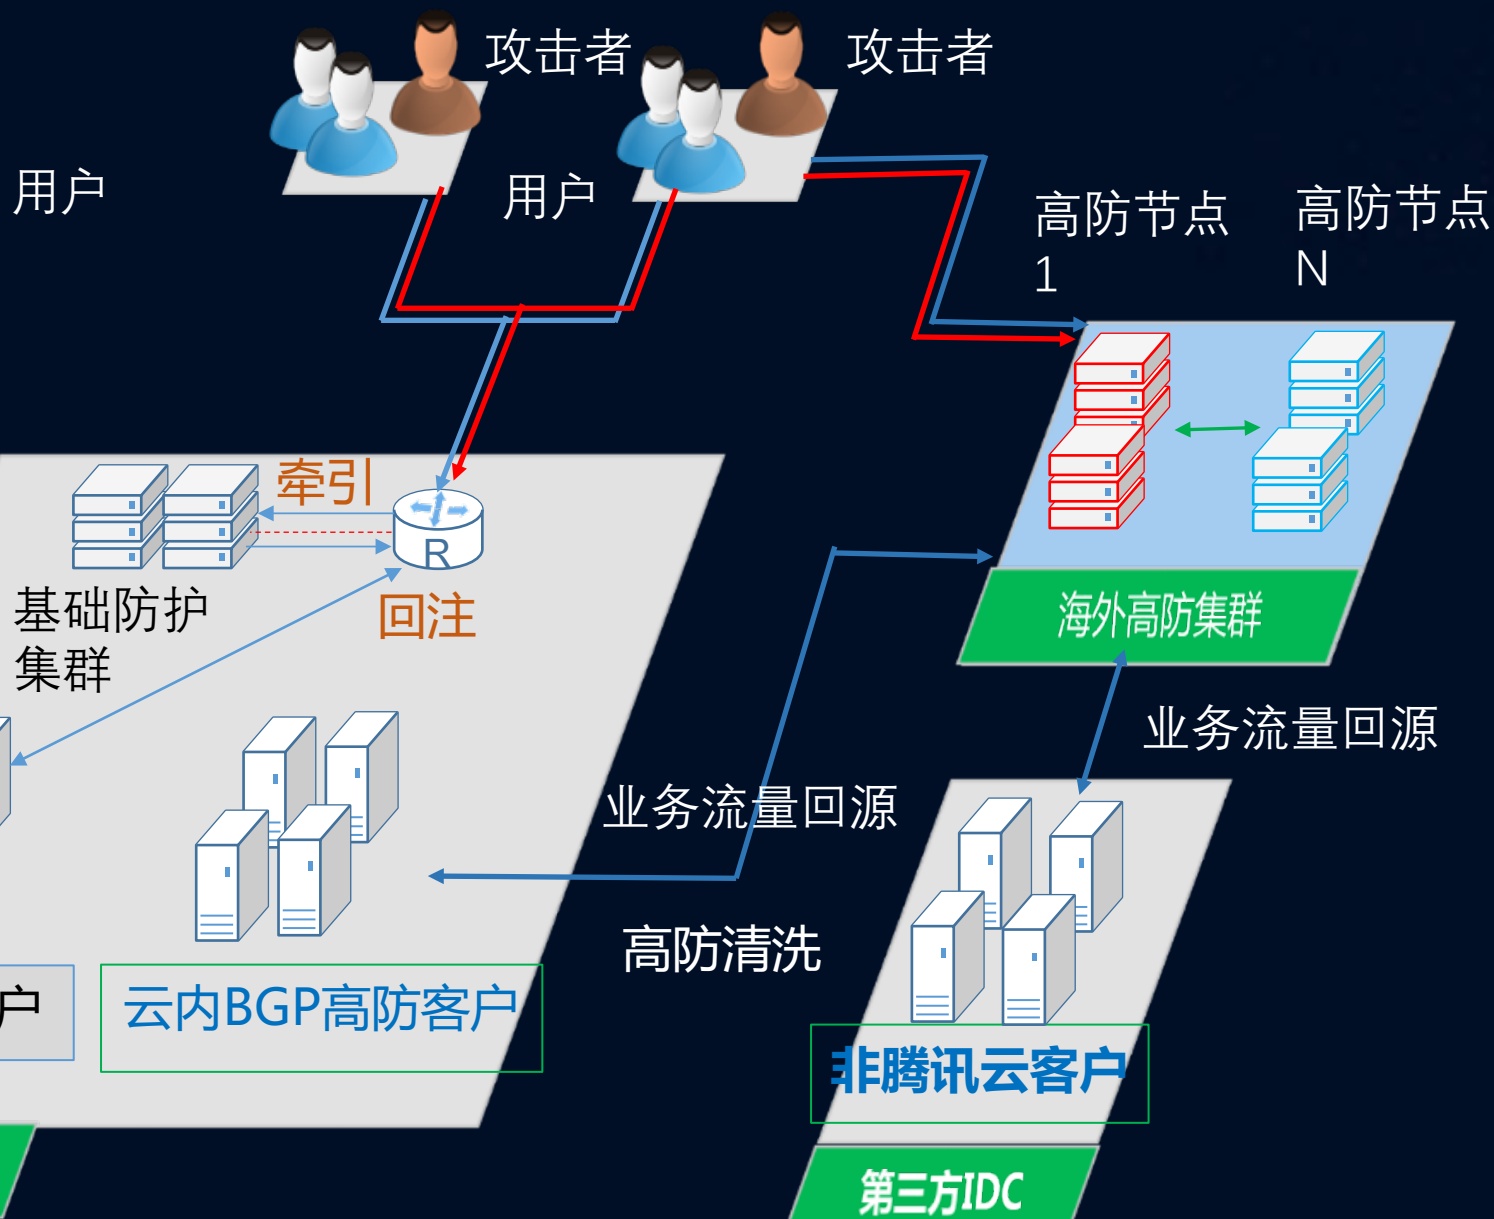 攻击者
攻击者
用户
用户
高防节点
1
高防节点
N
牵引
R
回注
基础防护
集群
海外高防集群
业务流量回源
业务流量回源
高防清洗
户
云内BGP高防客户
非腾讯云客户
第三方IDC